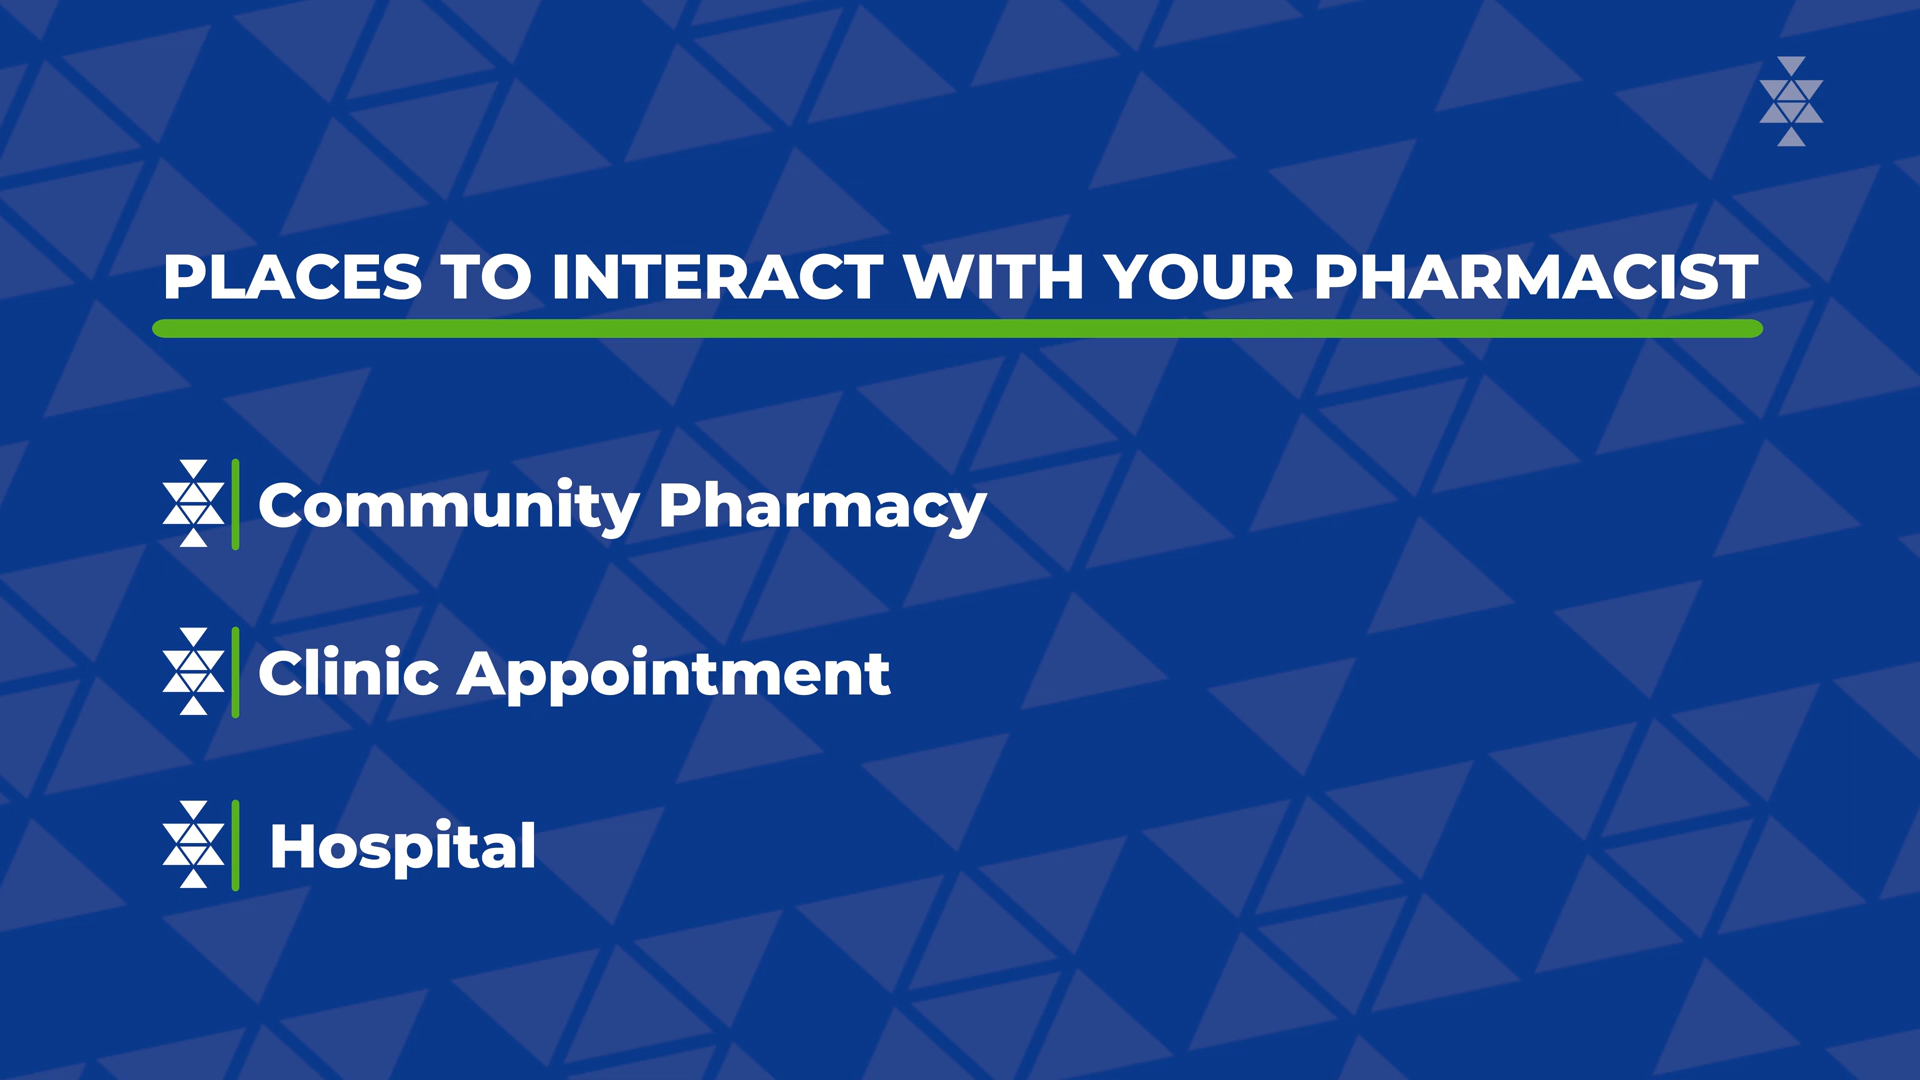 PLACES TO INTERACT WITH YOUR PHARMACIST
Community Pharmacy
Clinic Appointment
Hospital